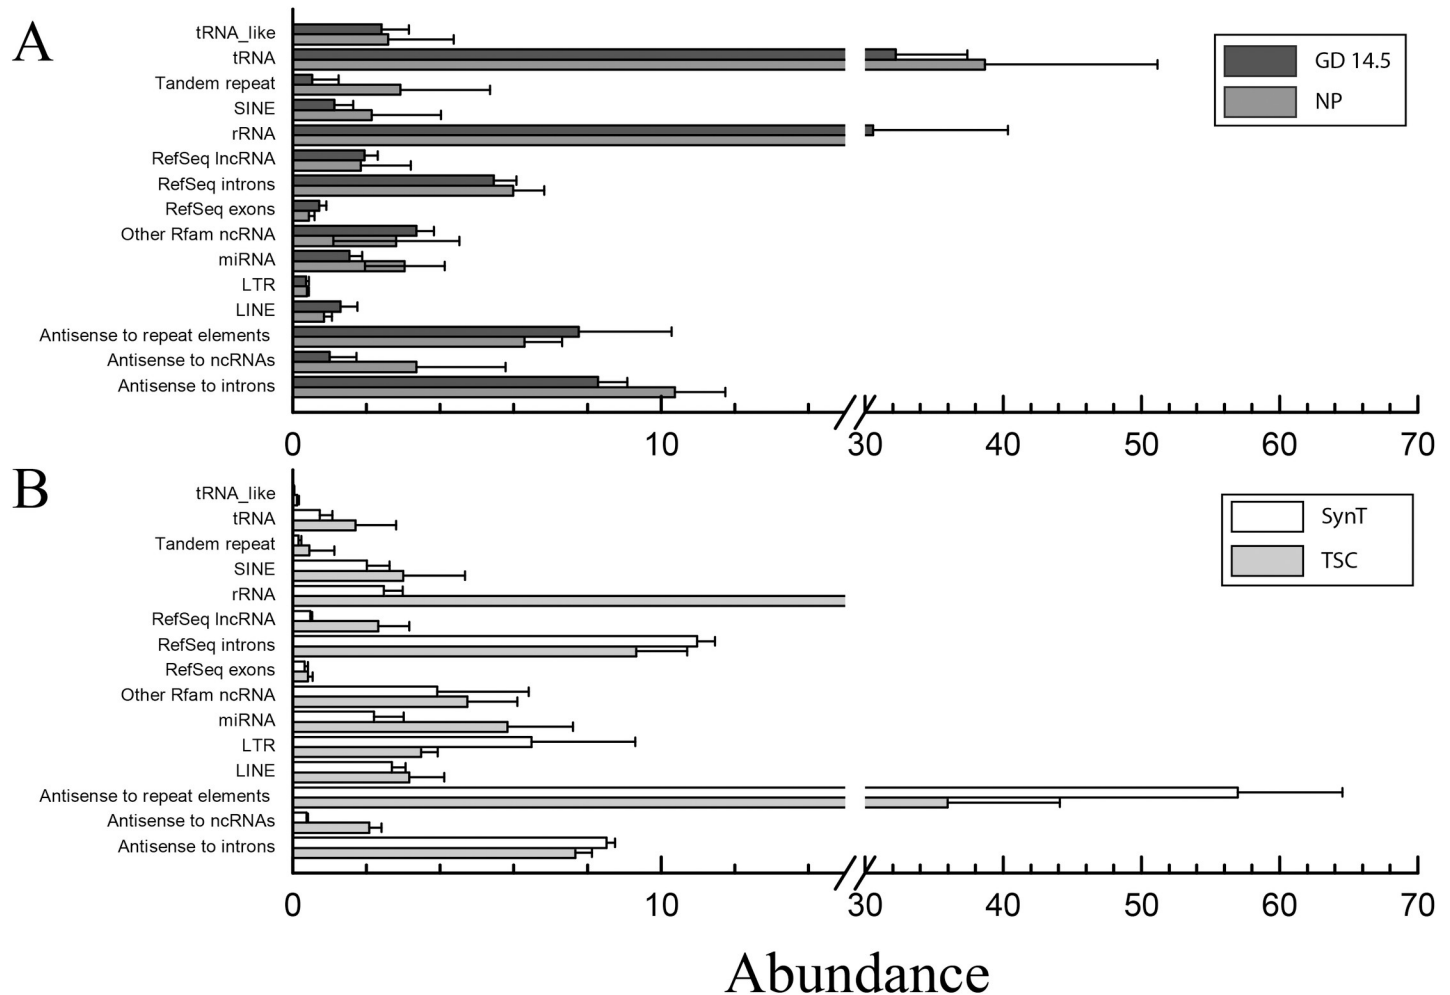 A
tRNA_like
tRNA
Tandem repeat
SINE
rRNA
RefSeq lncRNA
RefSeq introns
RefSeq exons
Other Rfam ncRNA
miRNA
LTR
LINE
Antisense to repeat elements
Antisense to ncRNAs
Antisense to introns
GD 14.5
NP
0 10 30 40 50 60 70
B
tRNA_like
tRNA
Tandem repeat
SINE
rRNA
RefSeq lncRNA
RefSeq introns
RefSeq exons
Other Rfam ncRNA
miRNA
LTR
LINE
Antisense to repeat elements
Antisense to ncRNAs
Antisense to introns
SynT
TSC
0 10 30 40 50 60 70
Abundance